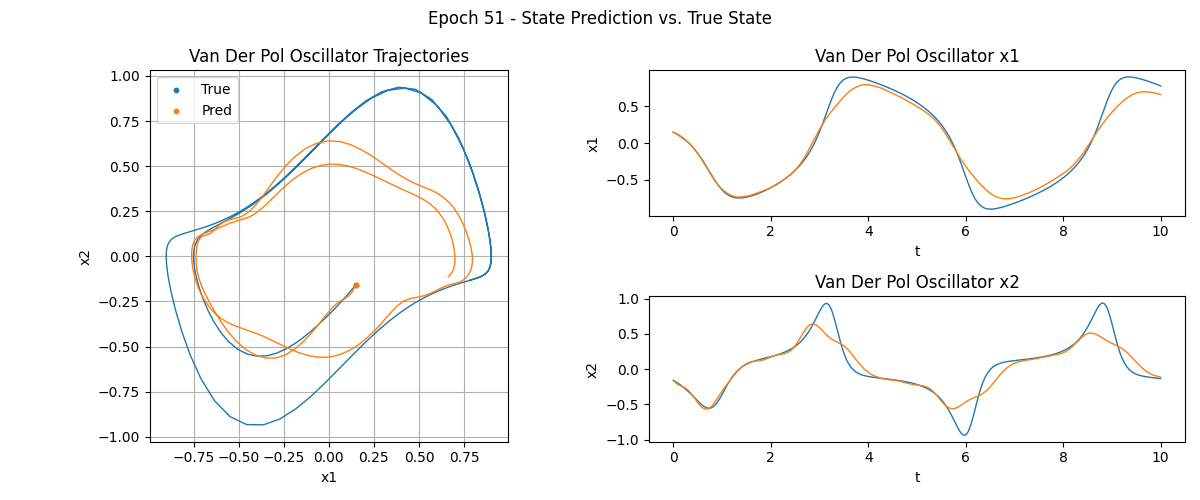 Epoch 51 - State Prediction vs. True State
Van Der Pol Oscillator Trajectories
True
Pred
1.00
0.75
0.50
0.25
0.00
−0.25
−0.50
−0.75
−1.00
x2
−0.75 −0.50 −0.25 0.00 0.25 0.50 0.75
x1
Van Der Pol Oscillator x1
0.5
0.0
−0.5
x1
0 2 4 6 8 10
t
Van Der Pol Oscillator x2
1.0
0.5
0.0
−0.5
−1.0
x2
0 2 4 6 8 10
t